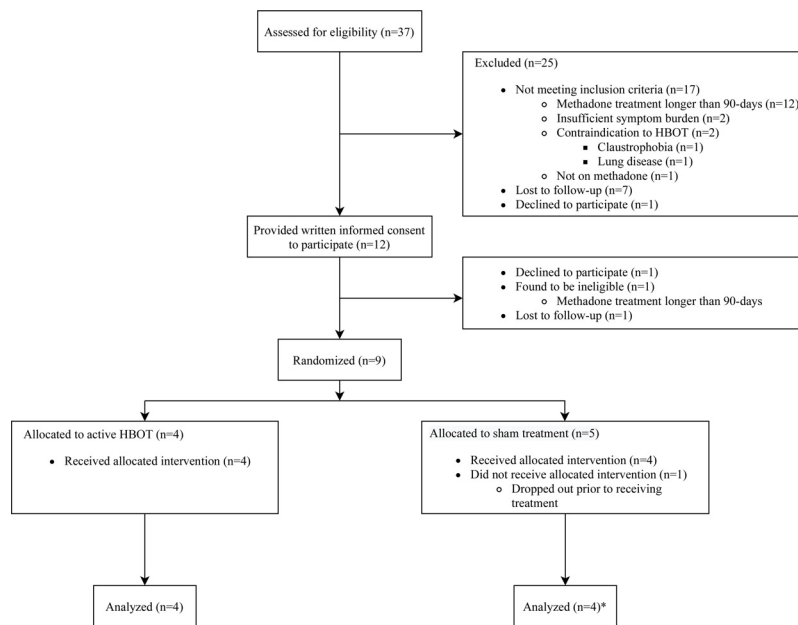 Assessed for eligibility (n=37)
Excluded (n=25)
• Not meeting inclusion criteria (n=17)
o Methadone treatment longer than 90-days (n=12)
o Insufficient symptom burden (n=2)
o Contraindication to HBOT (n=2)
▪ Claustrophobia (n=1)
▪ Lung disease (n=1)
o Not on methadone (n=1)
• Lost to follow-up (n=7)
• Declined to participate (n=1)
Provided written informed consent
to participate (n=12)
• Declined to participate (n=1)
• Found to be ineligible (n=1)
o Methadone treatment longer than 90-days
• Lost to follow-up (n=1)
Randomized (n=9)
Allocated to active HBOT (n=4)
• Received allocated intervention (n=4)
Allocated to sham treatment (n=5)
• Received allocated intervention (n=4)
• Did not receive allocated intervention (n=1)
o Dropped out prior to receiving
treatment
Analyzed (n=4)
Analyzed (n=4)*